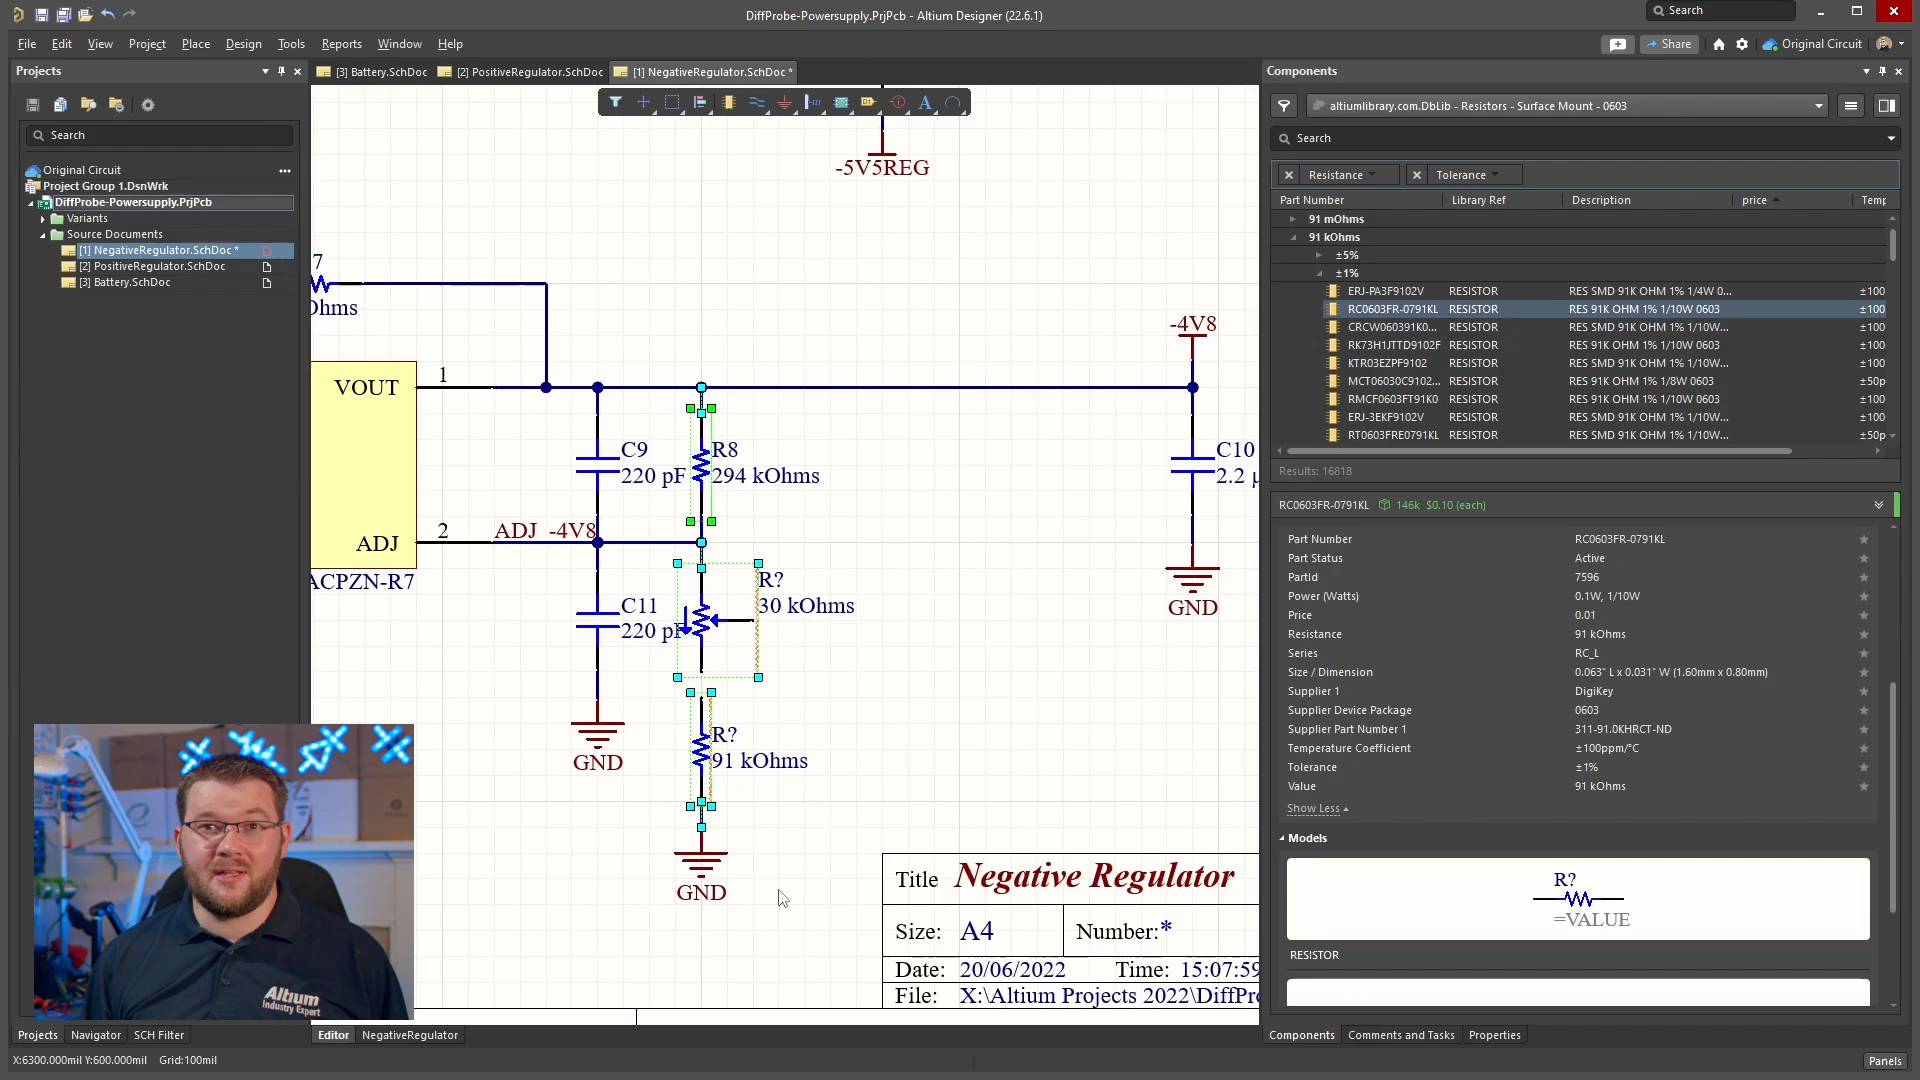 DiffProbe-Powersupply.PrjPcb - Altium Designer (22.6.1)
Search
File Edit View Project Place Design Tools Reports Window Help
Share
Original Circuit
Projects
[3] Battery.SchDoc
[2] PositiveRegulator.SchDoc
[1] NegativeRegulator.SchDoc *
Search
Original Circuit
Project Group 1.DsnWrk
DiffProbe-Powersupply.PrjPcb
Variants
Source Documents
[1] NegativeRegulator.SchDoc *
[2] PositiveRegulator.SchDoc
[3] Battery.SchDoc
-5V5REG
7
Ohms
-4V8
VOUT
1
C9
220 pF
R8
294 kOhms
C10
2.2 µ
ADJ
2
ADJ_-4V8
ACPZN-R7
C11
220 pF
R?
30 kOhms
GND
GND
R?
91 kOhms
GND
Title Negative Regulator
Size: A4
Number:*
Date: 20/06/2022
Time: 15:07:59
File: X:\Altium Projects 2022\DiffPro
Altium
Industry Expert
Projects Navigator SCH Filter
Editor NegativeRegulator
X:6300.000mil Y:600.000mil Grid:100mil
Components
altiumlibrary.com.DbLib - Resistors - Surface Mount - 0603
Search
Resistance
Tolerance
Part Number Library Ref Description price Temp
91 mOhms
91 kOhms
±5%
±1%
ERJ-PA3F9102V RESISTOR RES SMD 91K OHM 1% 1/4W 0... ±100
RC0603FR-0791KL RESISTOR RES 91K OHM 1% 1/10W 0603 ±100
CRCW060391K0... RESISTOR RES SMD 91K OHM 1% 1/10W... ±100
RK73H1JTTD9102F RESISTOR RES 91K OHM 1% 1/10W 0603 ±100
KTR03EZPF9102 RESISTOR RES SMD 91K OHM 1% 1/10W... ±100
MCT06030C9102... RESISTOR RES 91K OHM 1% 1/8W 0603 ±50p
RMCF0603FT91K0 RESISTOR RES 91K OHM 1% 1/10W 0603 ±100
ERJ-3EKF9102V RESISTOR RES SMD 91K OHM 1% 1/10W... ±100
RT0603FRE0791KL RESISTOR RES SMD 91K OHM 1% 1/10W... ±50p
Results: 16818
RC0603FR-0791KL 146k $0.10 (each)
Part Number RC0603FR-0791KL
Part Status Active
PartId 7596
Power (Watts) 0.1W, 1/10W
Price 0.01
Resistance 91 kOhms
Series RC_L
Size / Dimension 0.063" L x 0.031" W (1.60mm x 0.80mm)
Supplier 1 DigiKey
Supplier Device Package 0603
Supplier Part Number 1 311-91.0KHRCT-ND
Temperature Coefficient ±100ppm/°C
Tolerance ±1%
Value 91 kOhms
Show Less
Models
R?
=VALUE
RESISTOR
Components Comments and Tasks Properties
Panels